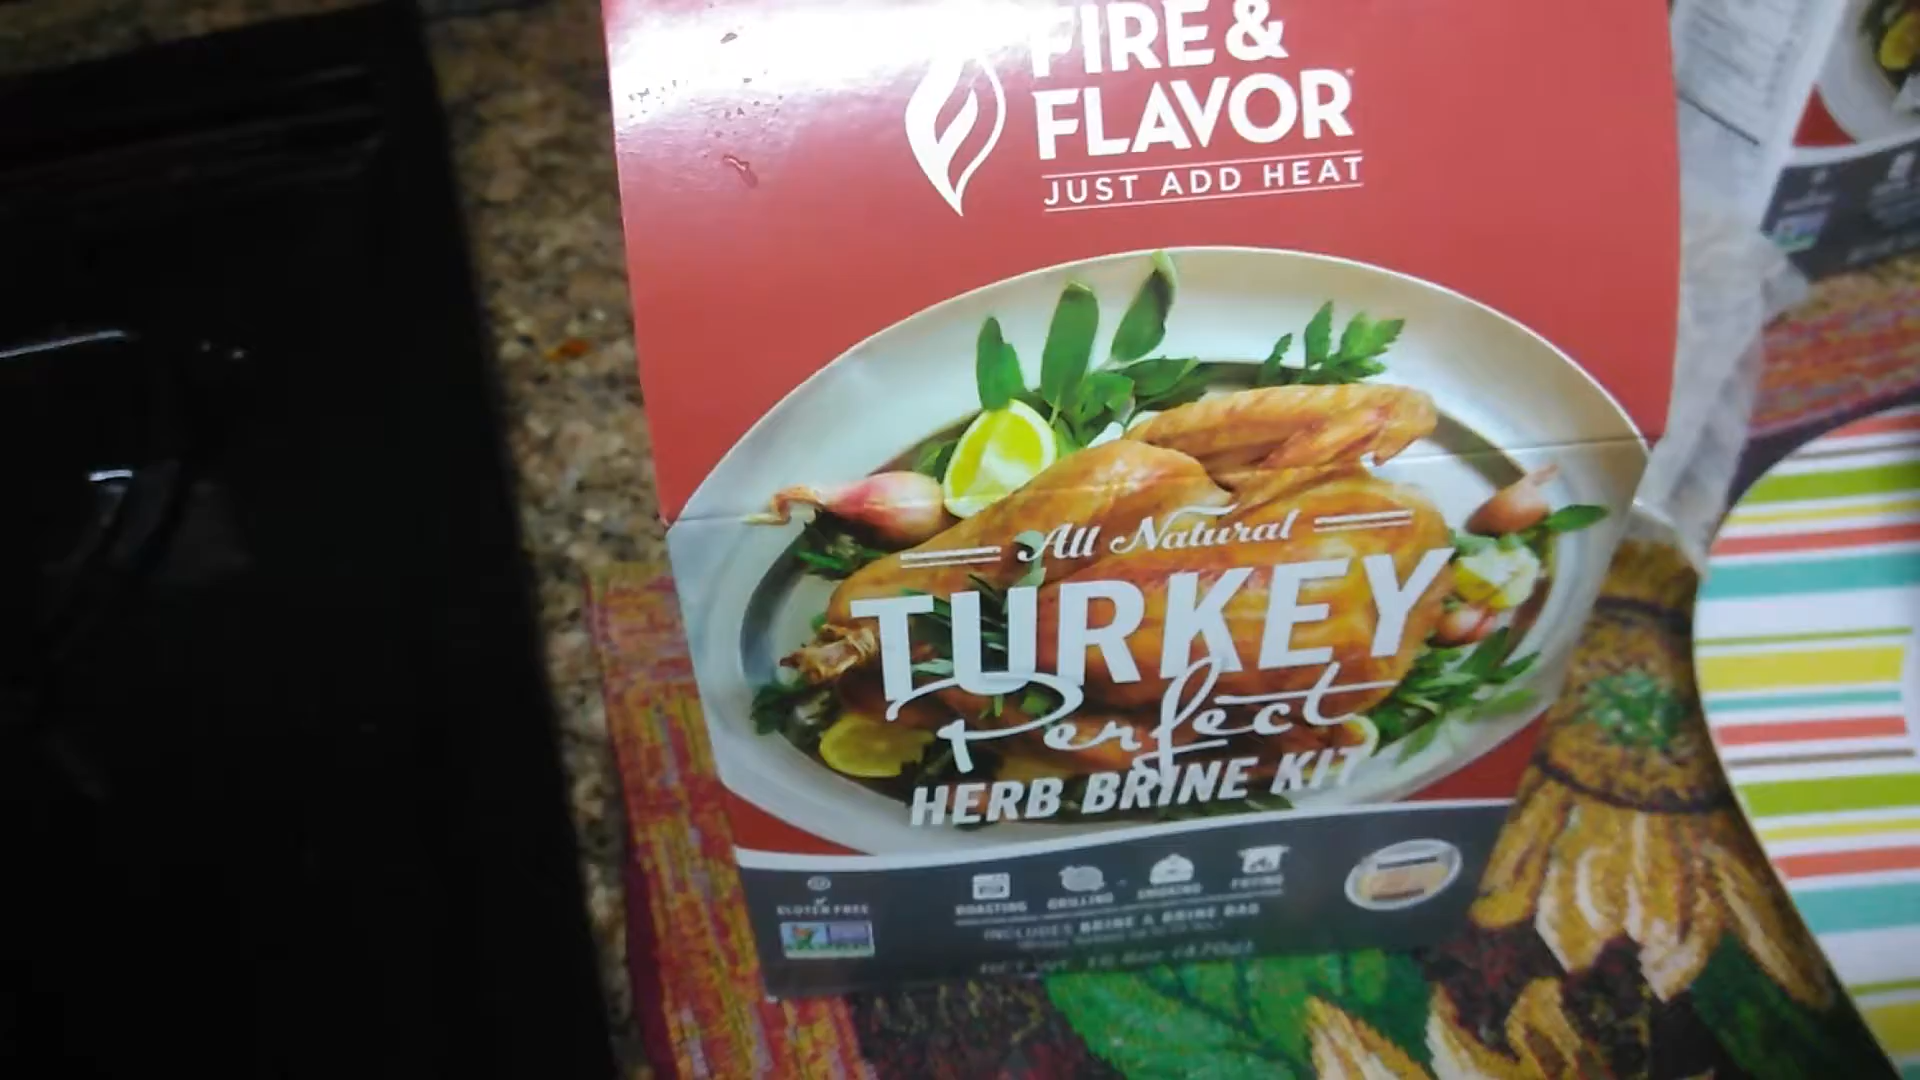 FIRE &
FLAVOR
JUST ADD HEAT
All Natural
TURKEY
Perfect
HERB BRINE KIT
GLUTEN FREE
ROASTING GRILLING SMOKING FRYING
INCLUDES BRINE & BRINE BAG